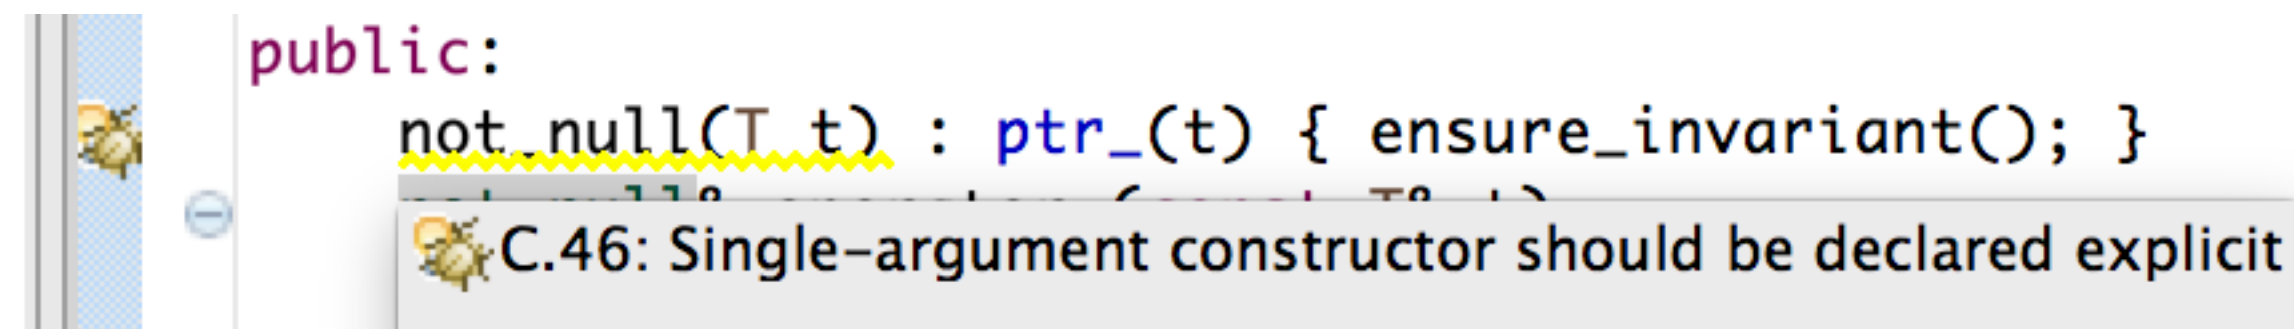 public:
not_null(T t) : ptr_(t) { ensure_invariant(); }
C.46: Single-argument constructor should be declared explicit